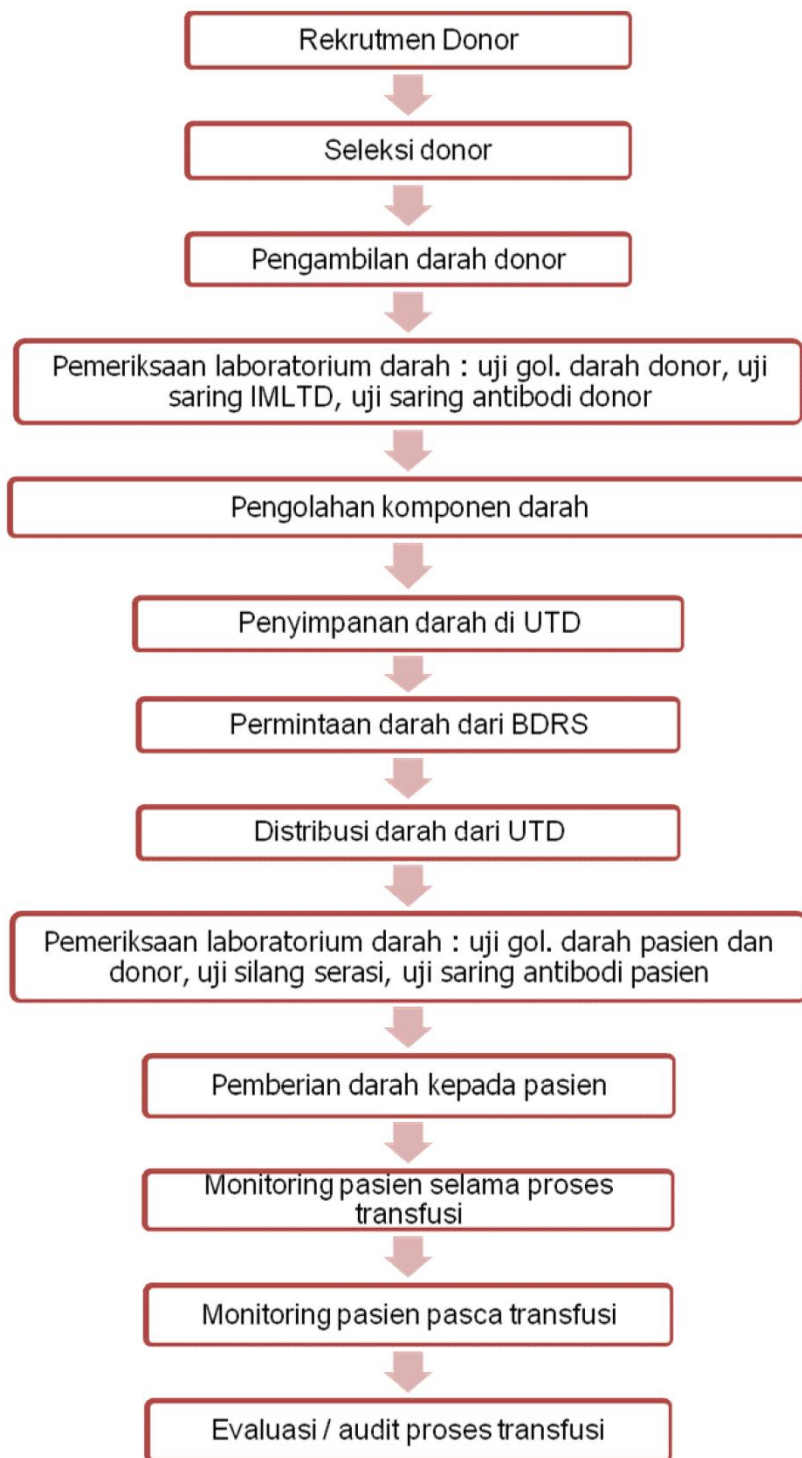 Rekrutmen Donor
Seleksi donor
Pengambilan darah donor
Pemeriksaan laboratorium darah : uji gol. darah donor, uji
saring IMLTD, uji saring antibodi donor
Pengolahan komponen darah
Penyimpanan darah di UTD
Permintaan darah dari BDRS
Distribusi darah dari UTD
Pemeriksaan laboratorium darah : uji gol. darah pasien dan
donor, uji silang serasi, uji saring antibodi pasien
Pemberian darah kepada pasien
Monitoring pasien selama proses
transfusi
Monitoring pasien pasca transfusi
Evaluasi / audit proses transfusi